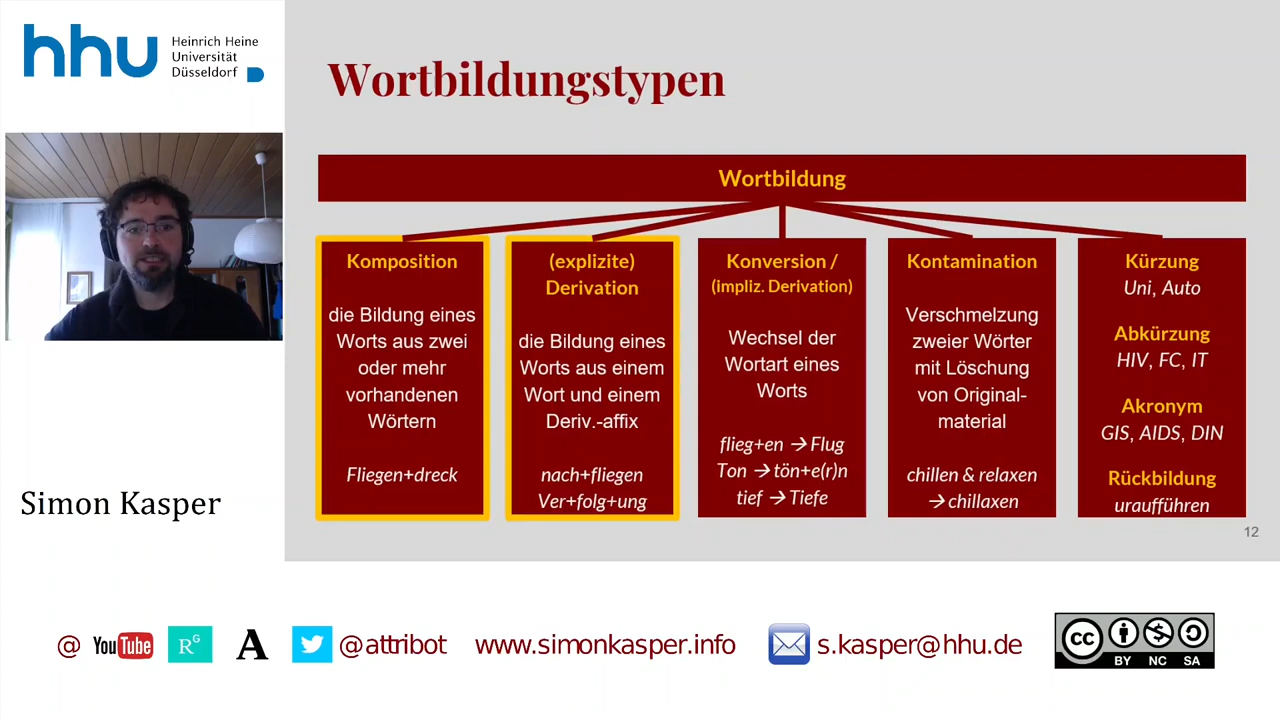 hhu
Heinrich Heine
Universität
Düsseldorf
Wortbildungstypen
Wortbildung
Komposition
die Bildung eines
Worts aus zwei
oder mehr
vorhandenen
Wörtern
Fliegen+dreck
(explizite)
Derivation
die Bildung eines
Worts aus einem
Wort und einem
Deriv.-affix
nach+fliegen
Ver+folg+ung
Konversion /
(impliz. Derivation)
Wechsel der
Wortart eines
Worts
flieg+en → Flug
Ton → tön+e(r)n
tief → Tiefe
Kontamination
Verschmelzung
zweier Wörter
mit Löschung
von Original-
material
chillen & relaxen
→ chillaxen
Kürzung
Uni, Auto
Abkürzung
HIV, FC, IT
Akronym
GIS, AIDS, DIN
Rückbildung
uraufführen
12
Simon Kasper
@ YouTube RG A @attribot www.simonkasper.info s.kasper@hhu.de
cc BY NC SA